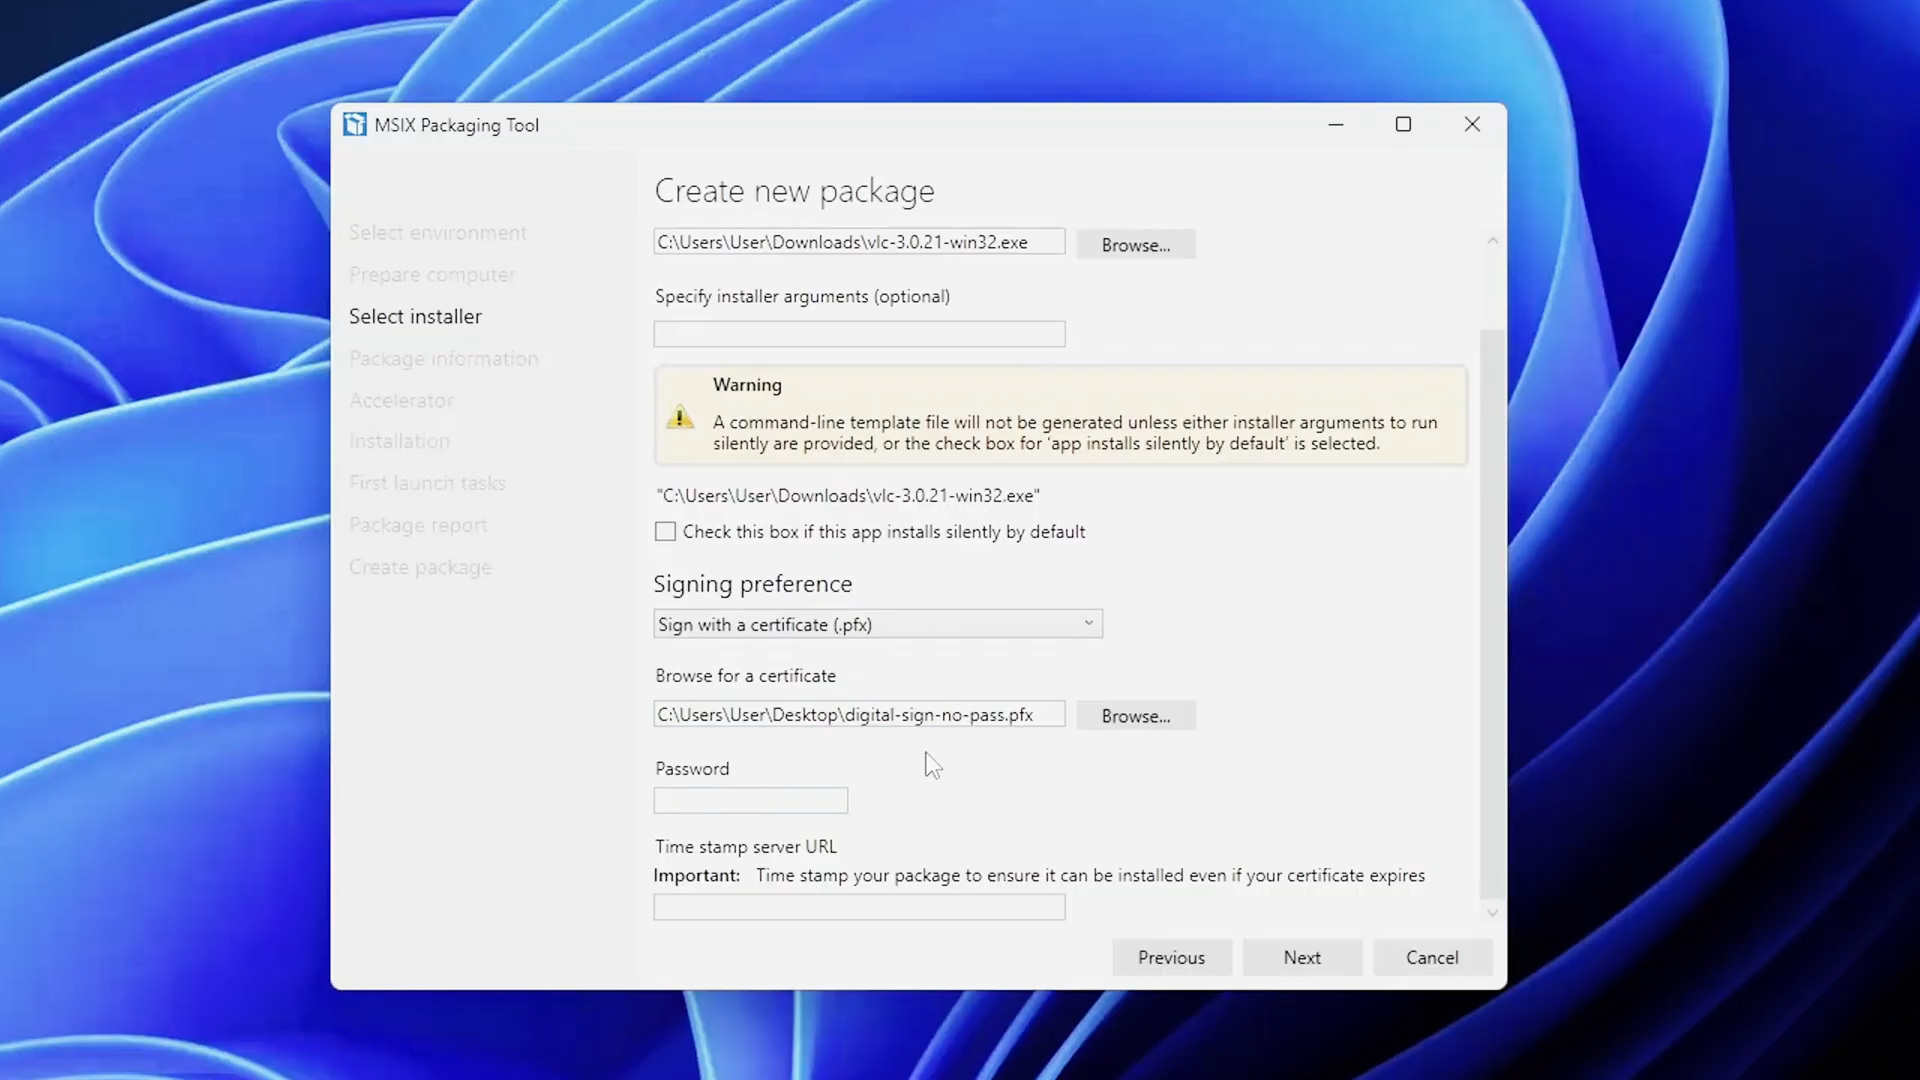 MSIX Packaging Tool
Create new package
Select environment
Prepare computer
Select installer
Package information
Accelerator
Installation
First launch tasks
Package report
Create package
C:\Users\User\Downloads\vlc-3.0.21-win32.exe
Browse...
Specify installer arguments (optional)
Warning
A command-line template file will not be generated unless either installer arguments to run
silently are provided, or the check box for 'app installs silently by default' is selected.
"C:\Users\User\Downloads\vlc-3.0.21-win32.exe"
Check this box if this app installs silently by default
Signing preference
Sign with a certificate (.pfx)
Browse for a certificate
C:\Users\User\Desktop\digital-sign-no-pass.pfx
Browse...
Password
Time stamp server URL
Important: Time stamp your package to ensure it can be installed even if your certificate expires
Previous
Next
Cancel